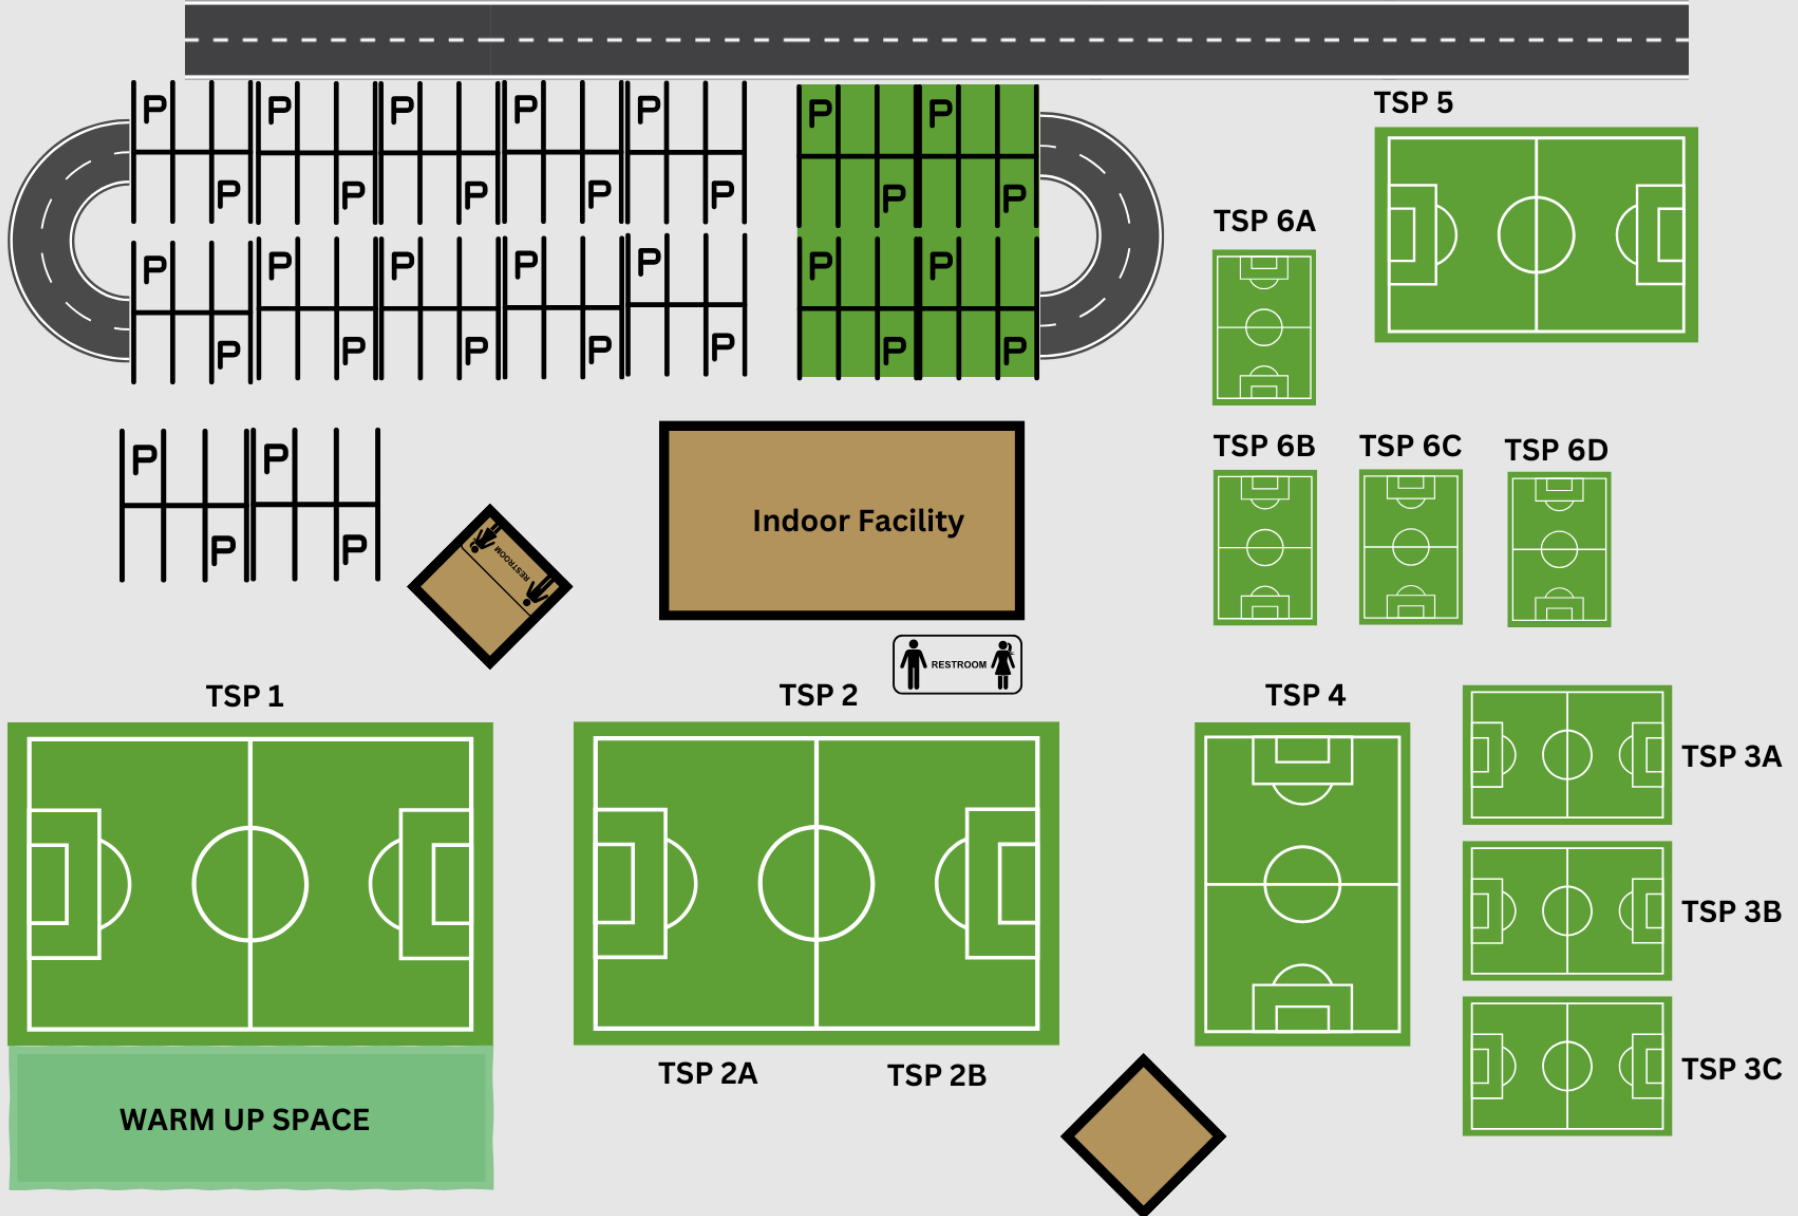 P P P P P P P
P P P P P P P
P P P P P P P
P P P P P P P
P P
P P
TSP 5
TSP 6A
TSP 6B TSP 6C TSP 6D
Indoor Facility
RESTROOM
RESTROOM
TSP 1 TSP 2 TSP 4
TSP 3A
TSP 3B
TSP 3C
TSP 2A TSP 2B
WARM UP SPACE